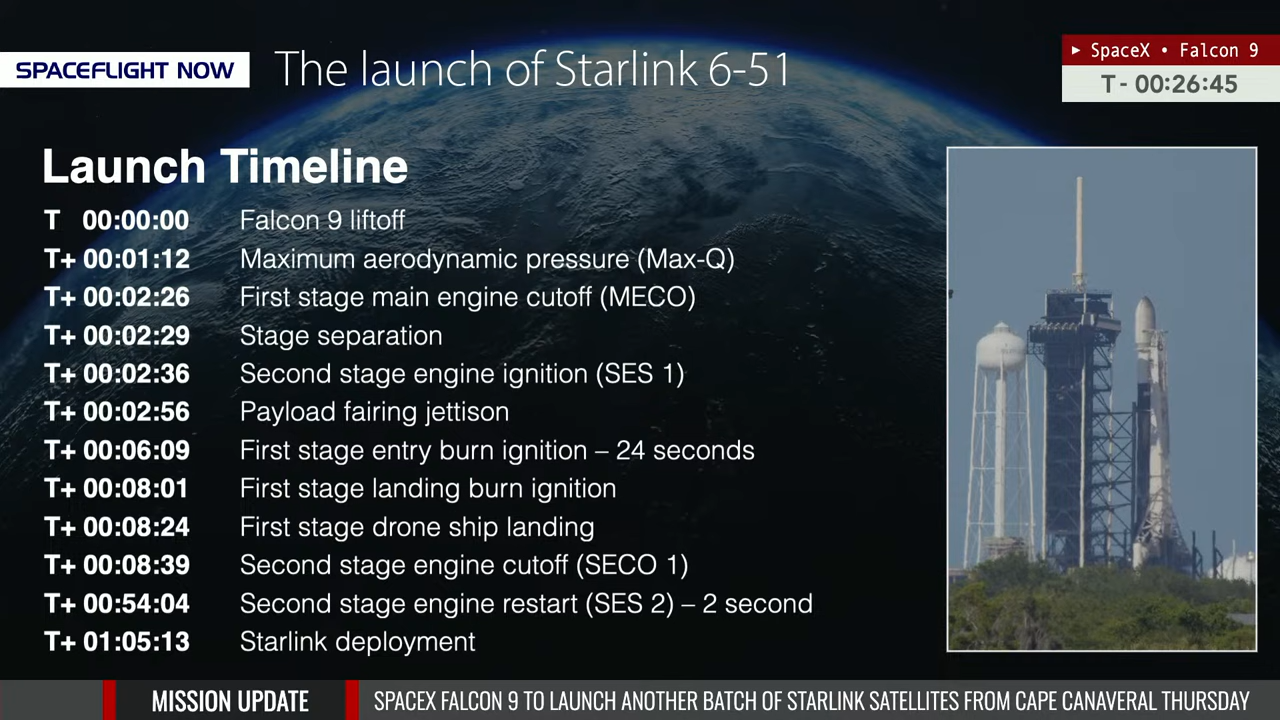 SPACEFLIGHT NOW
The launch of Starlink 6-51
▸ SpaceX • Falcon 9
T - 00:26:45
Launch Timeline
T 00:00:00 Falcon 9 liftoff
T+ 00:01:12 Maximum aerodynamic pressure (Max-Q)
T+ 00:02:26 First stage main engine cutoff (MECO)
T+ 00:02:29 Stage separation
T+ 00:02:36 Second stage engine ignition (SES 1)
T+ 00:02:56 Payload fairing jettison
T+ 00:06:09 First stage entry burn ignition – 24 seconds
T+ 00:08:01 First stage landing burn ignition
T+ 00:08:24 First stage drone ship landing
T+ 00:08:39 Second stage engine cutoff (SECO 1)
T+ 00:54:04 Second stage engine restart (SES 2) – 2 second
T+ 01:05:13 Starlink deployment
MISSION UPDATE
SPACEX FALCON 9 TO LAUNCH ANOTHER BATCH OF STARLINK SATELLITES FROM CAPE CANAVERAL THURSDAY